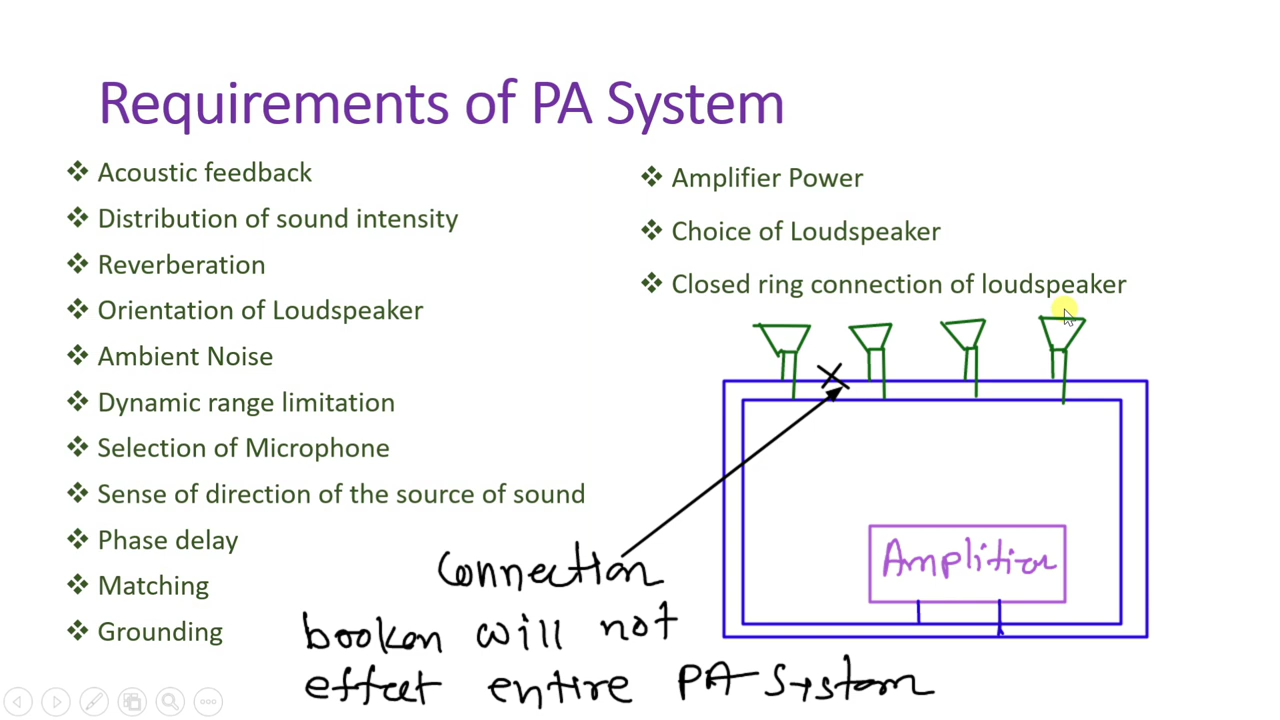 Requirements of PA System
❖ Acoustic feedback
❖ Distribution of sound intensity
❖ Reverberation
❖ Orientation of Loudspeaker
❖ Ambient Noise
❖ Dynamic range limitation
❖ Selection of Microphone
❖ Sense of direction of the source of sound
❖ Phase delay
❖ Matching
❖ Grounding
❖ Amplifier Power
❖ Choice of Loudspeaker
❖ Closed ring connection of loudspeaker
Amplifier
Connection
booken will not
effect entire PA System